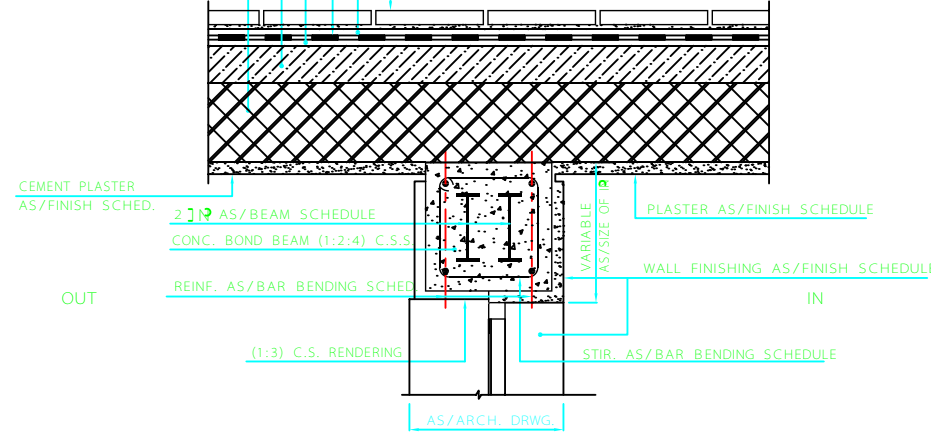 CEMENT PLASTER
AS/FINISH SCHED.
2 AS/BEAM SCHEDULE
CONC. BOND BEAM (1:2:4) C.S.S.
REINF. AS/BAR BENDING SCHED.
OUT
(1:3) C.S. RENDERING
VARIABLE
AS/SIZE OF
PLASTER AS/FINISH SCHEDULE
WALL FINISHING AS/FINISH SCHEDULE
IN
STIR. AS/BAR BENDING SCHEDULE
AS/ARCH. DRWG.